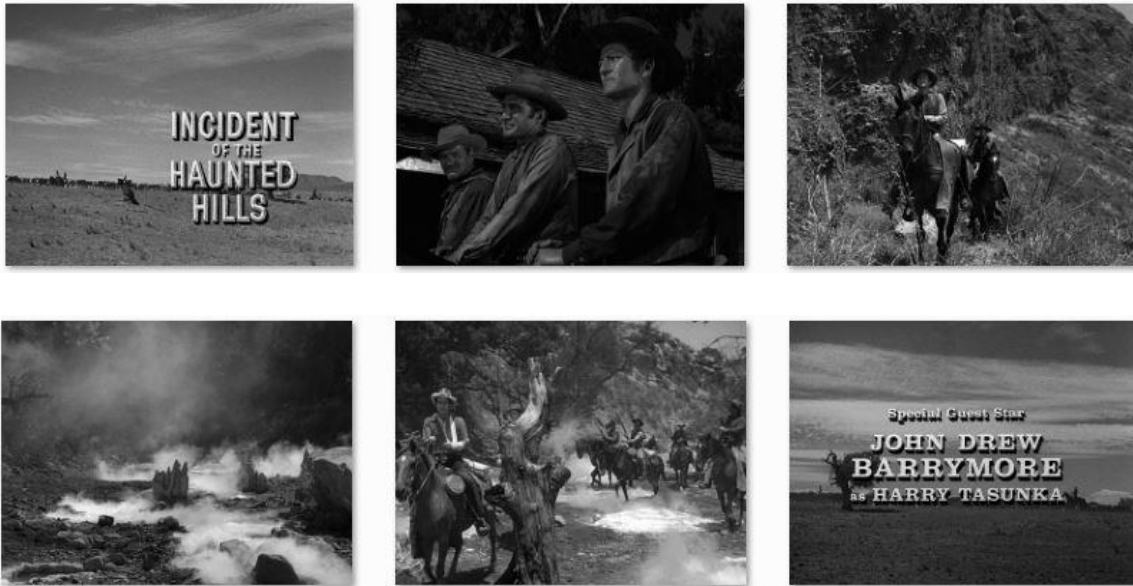 INCIDENT
OF THE
HAUNTED
HILLS
Special Guest Star
JOHN DREW
BARRYMORE
as HARRY TASUNKA